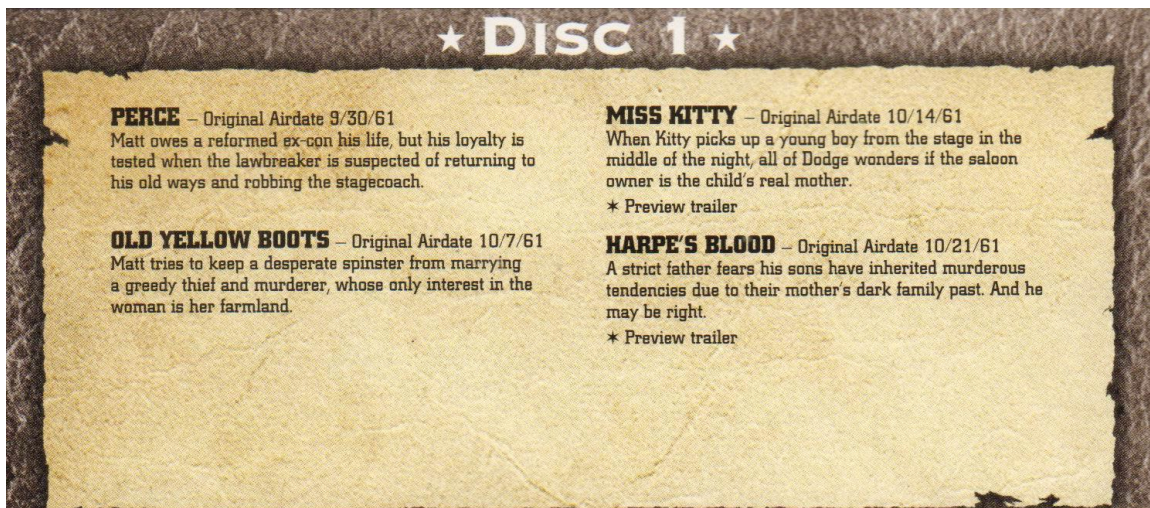 ★ DISC 1 ★
PERCE – Original Airdate 9/30/61
Matt owes a reformed ex-con his life, but his loyalty is
tested when the lawbreaker is suspected of returning to
his old ways and robbing the stagecoach.
OLD YELLOW BOOTS – Original Airdate 10/7/61
Matt tries to keep a desperate spinster from marrying
a greedy thief and murderer, whose only interest in the
woman is her farmland.
MISS KITTY – Original Airdate 10/14/61
When Kitty picks up a young boy from the stage in the
middle of the night, all of Dodge wonders if the saloon
owner is the child's real mother.
✶ Preview trailer
HARPE'S BLOOD – Original Airdate 10/21/61
A strict father fears his sons have inherited murderous
tendencies due to their mother's dark family past. And he
may be right.
✶ Preview trailer